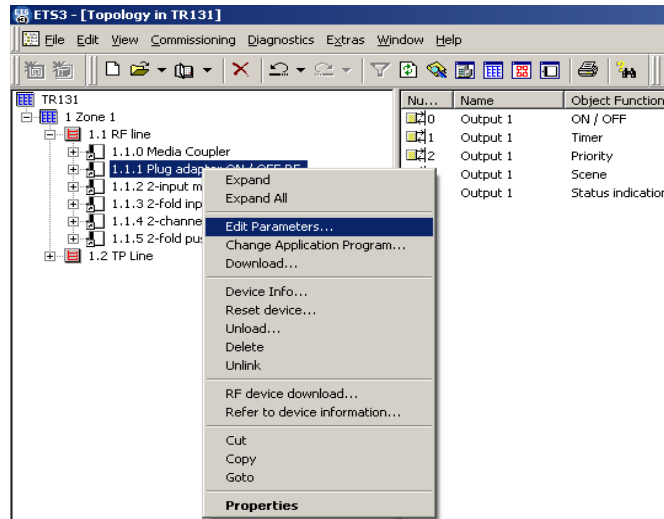 ETS3 - [Topology in TR131]
File Edit View Commissioning Diagnostics Extras Window Help
TR131
1 Zone 1
1.1 RF line
1.1.0 Media Coupler
1.1.1 Plug adaptor ON / OFF RF
1.1.2 2-input m
1.1.3 2-fold inp
1.1.4 2-channe
1.1.5 2-fold pus
1.2 TP Line
Nu... Name Object Function
0 Output 1 ON / OFF
1 Output 1 Timer
2 Output 1 Priority
Output 1 Scene
Output 1 Status indication
Expand
Expand All
Edit Parameters...
Change Application Program...
Download...
Device Info...
Reset device...
Unload...
Delete
Unlink
RF device download...
Refer to device information...
Cut
Copy
Goto
Properties